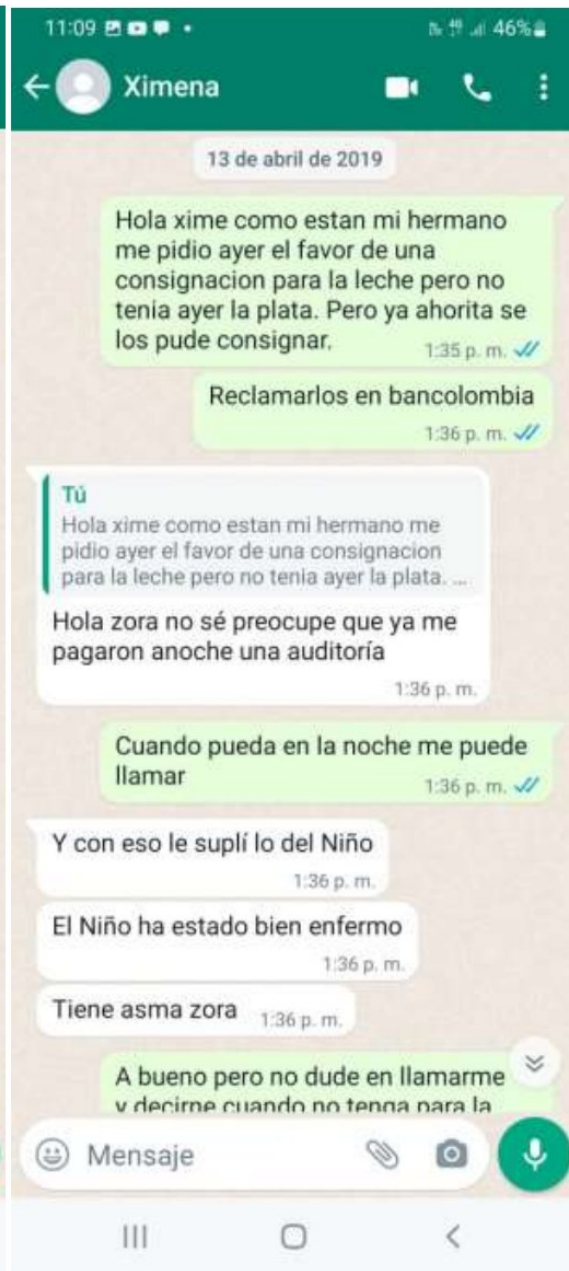 11:09
46%
Ximena
13 de abril de 2019
Hola xime como estan mi hermano
me pidio ayer el favor de una
consignacion para la leche pero no
tenia ayer la plata. Pero ya ahorita se
los pude consignar.
1:35 p. m.
Reclamarlos en bancolombia
1:36 p. m.
Tú
Hola xime como estan mi hermano me
pidio ayer el favor de una consignacion
para la leche pero no tenia ayer la plata. ...
Hola zora no sé preocupe que ya me
pagaron anoche una auditoría
1:36 p. m.
Cuando pueda en la noche me puede
llamar
1:36 p. m.
Y con eso le suplí lo del Niño
1:36 p. m.
El Niño ha estado bien enfermo
1:36 p. m.
Tiene asma zora 1:36 p. m.
A bueno pero no dude en llamarme
y decirne cuando no tenga para la
Mensaje